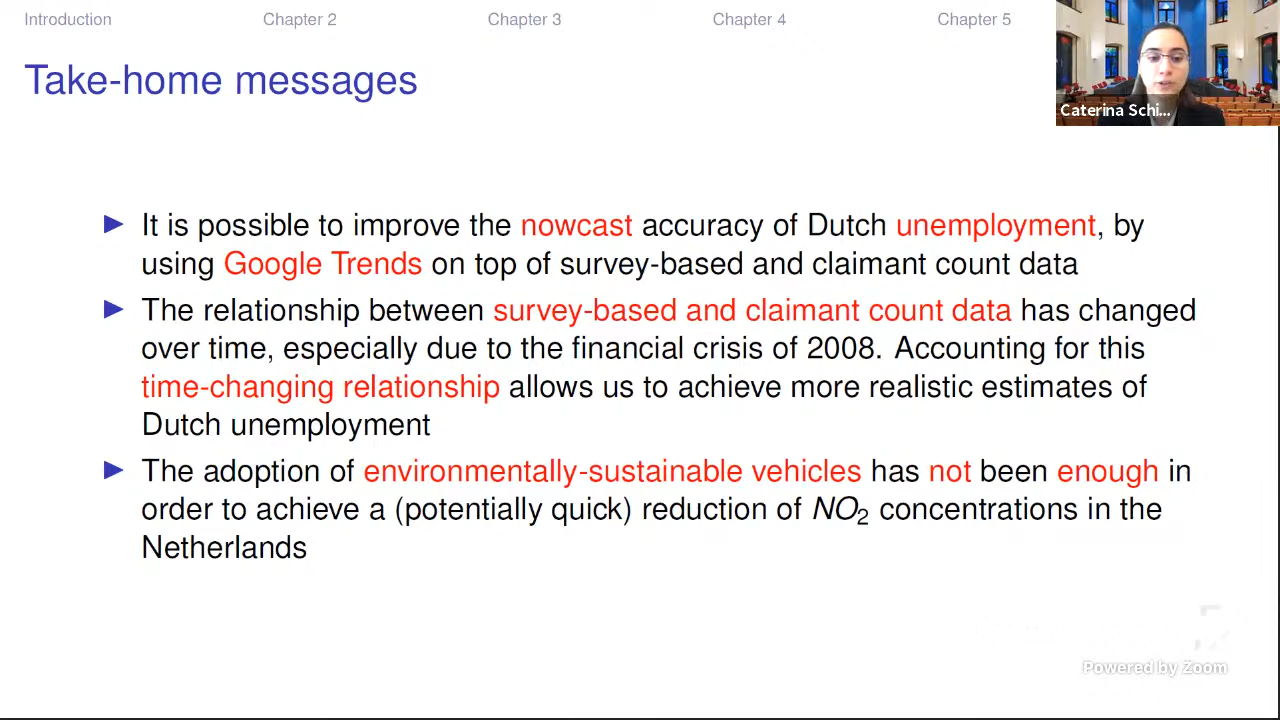 Introduction Chapter 2 Chapter 3 Chapter 4 Chapter 5
Caterina Schi...
Take-home messages
It is possible to improve the nowcast accuracy of Dutch unemployment, by
using Google Trends on top of survey-based and claimant count data
The relationship between survey-based and claimant count data has changed
over time, especially due to the financial crisis of 2008. Accounting for this
time-changing relationship allows us to achieve more realistic estimates of
Dutch unemployment
The adoption of environmentally-sustainable vehicles has not been enough in
order to achieve a (potentially quick) reduction of NO₂ concentrations in the
Netherlands
Powered by Zoom